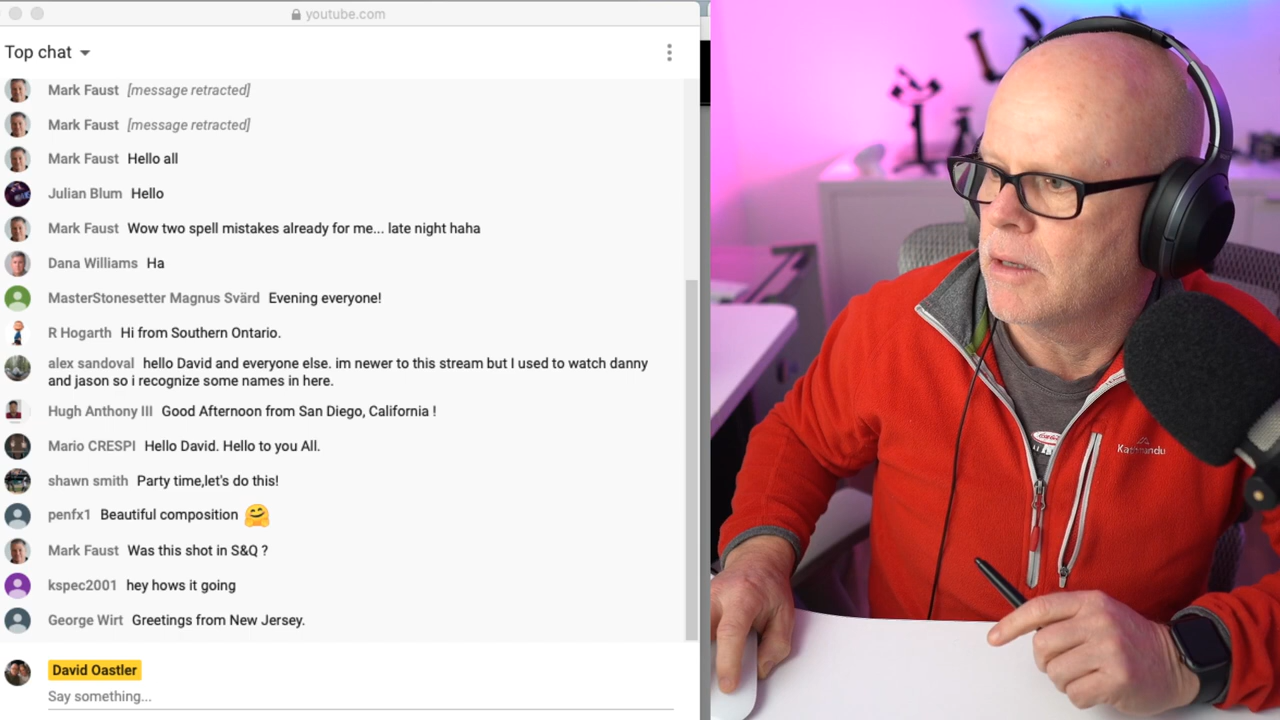 youtube.com
Top chat
Mark Faust [message retracted]
Mark Faust [message retracted]
Mark Faust Hello all
Julian Blum Hello
Mark Faust Wow two spell mistakes already for me... late night haha
Dana Williams Ha
MasterStonesetter Magnus Svärd Evening everyone!
R Hogarth Hi from Southern Ontario.
alex sandoval hello David and everyone else. im newer to this stream but I used to watch danny
and jason so i recognize some names in here.
Hugh Anthony III Good Afternoon from San Diego, California !
Mario CRESPI Hello David. Hello to you All.
shawn smith Party time,let's do this!
penfx1 Beautiful composition 🤗
Mark Faust Was this shot in S&Q ?
kspec2001 hey hows it going
George Wirt Greetings from New Jersey.
David Oastler
Say something...
Kathmandu